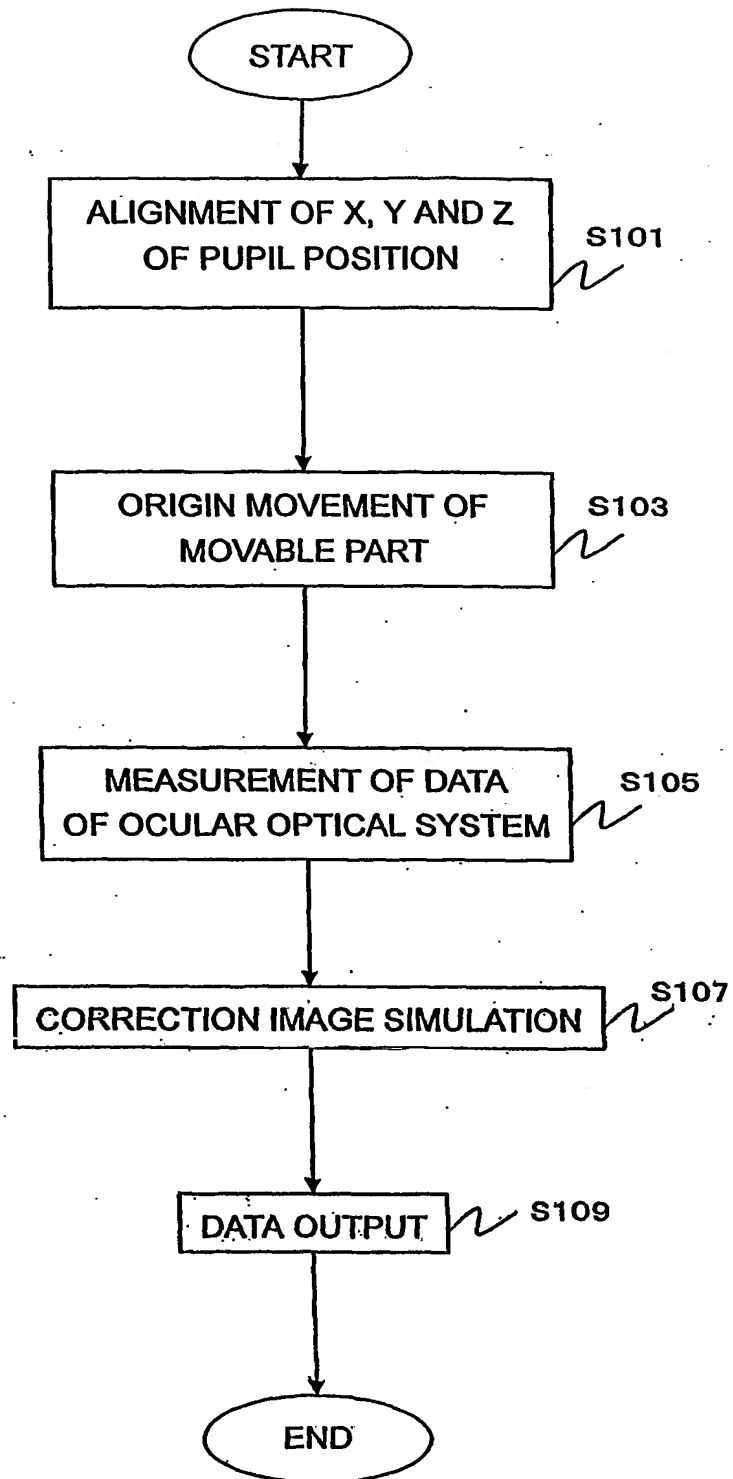 START
ALIGNMENT OF X, Y AND Z
OF PUPIL POSITION
S101
ORIGIN MOVEMENT OF
MOVABLE PART
S103
MEASUREMENT OF DATA
OF OCULAR OPTICAL SYSTEM
S105
CORRECTION IMAGE SIMULATION
S107
DATA OUTPUT
S109
END